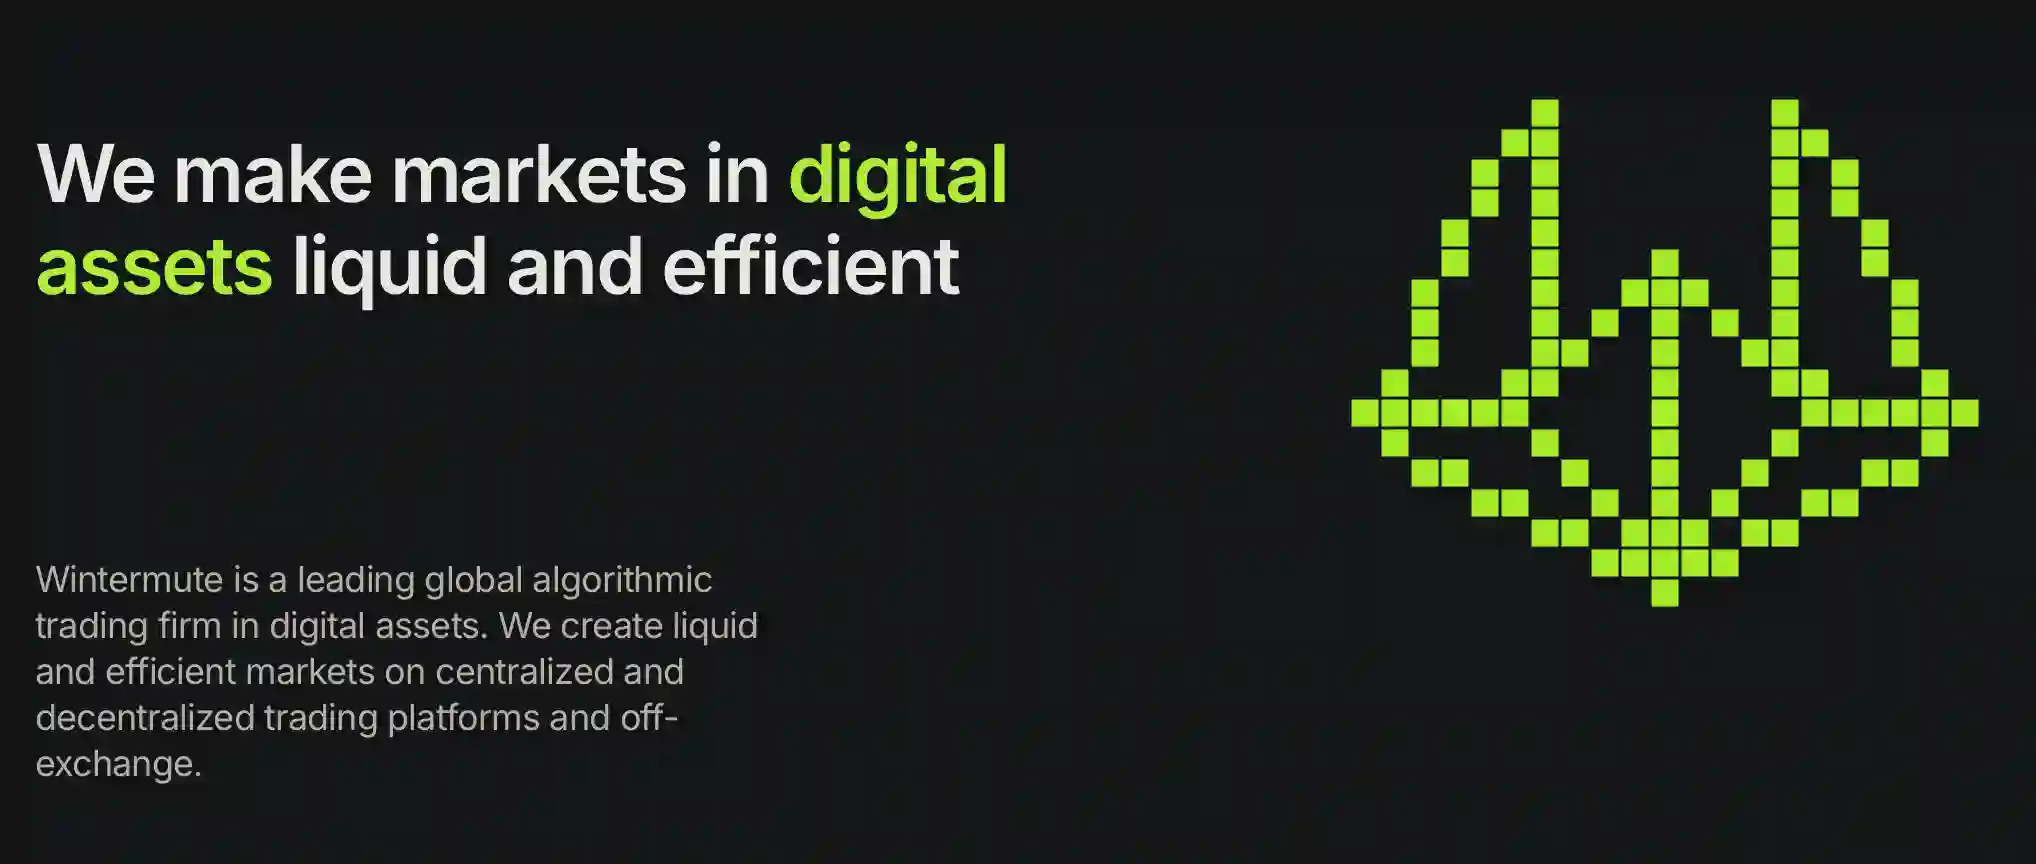 We make markets in digital
assets liquid and efficient
Wintermute is a leading global algorithmic
trading firm in digital assets. We create liquid
and efficient markets on centralized and
decentralized trading platforms and off-
exchange.